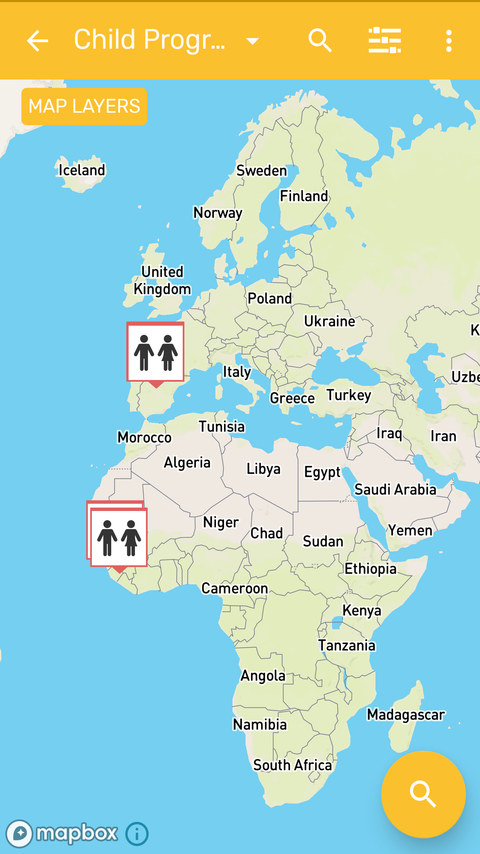 Child Progr...
MAP LAYERS
Iceland
Sweden
Finland
Norway
United
Kingdom
Poland
Ukraine
K
Italy
Uzbe
Greece
Turkey
Tunisia
Morocco
Iraq
Iran
Algeria
Libya
Egypt
Saudi Arabia
Niger
Chad
Sudan
Yemen
Ethiopia
Cameroon
Kenya
Tanzania
Angola
Madagascar
Namibia
South Africa
mapbox